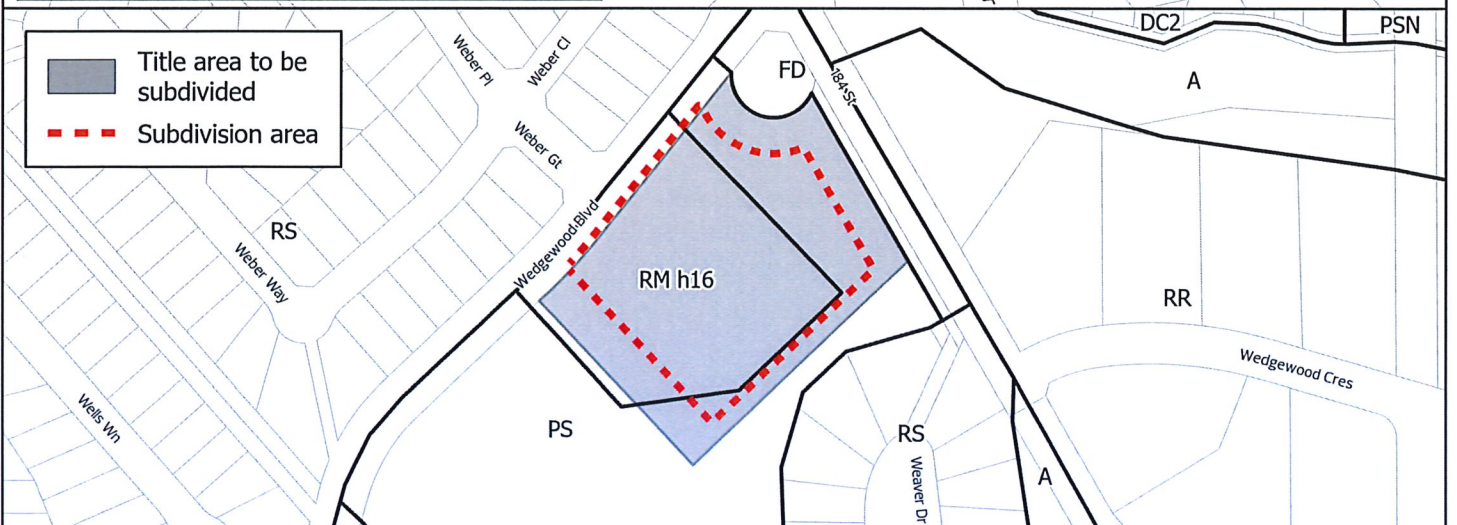 DC2
PSN
Title area to be
subdivided
Subdivision area
Weber Pl
Weber Cl
FD
184 St
A
Weber Gt
RS
Wedgewood Blvd
Weber Way
RM h16
RR
Wedgewood Cres
Wells Wn
PS
RS
Weaver Dr
A